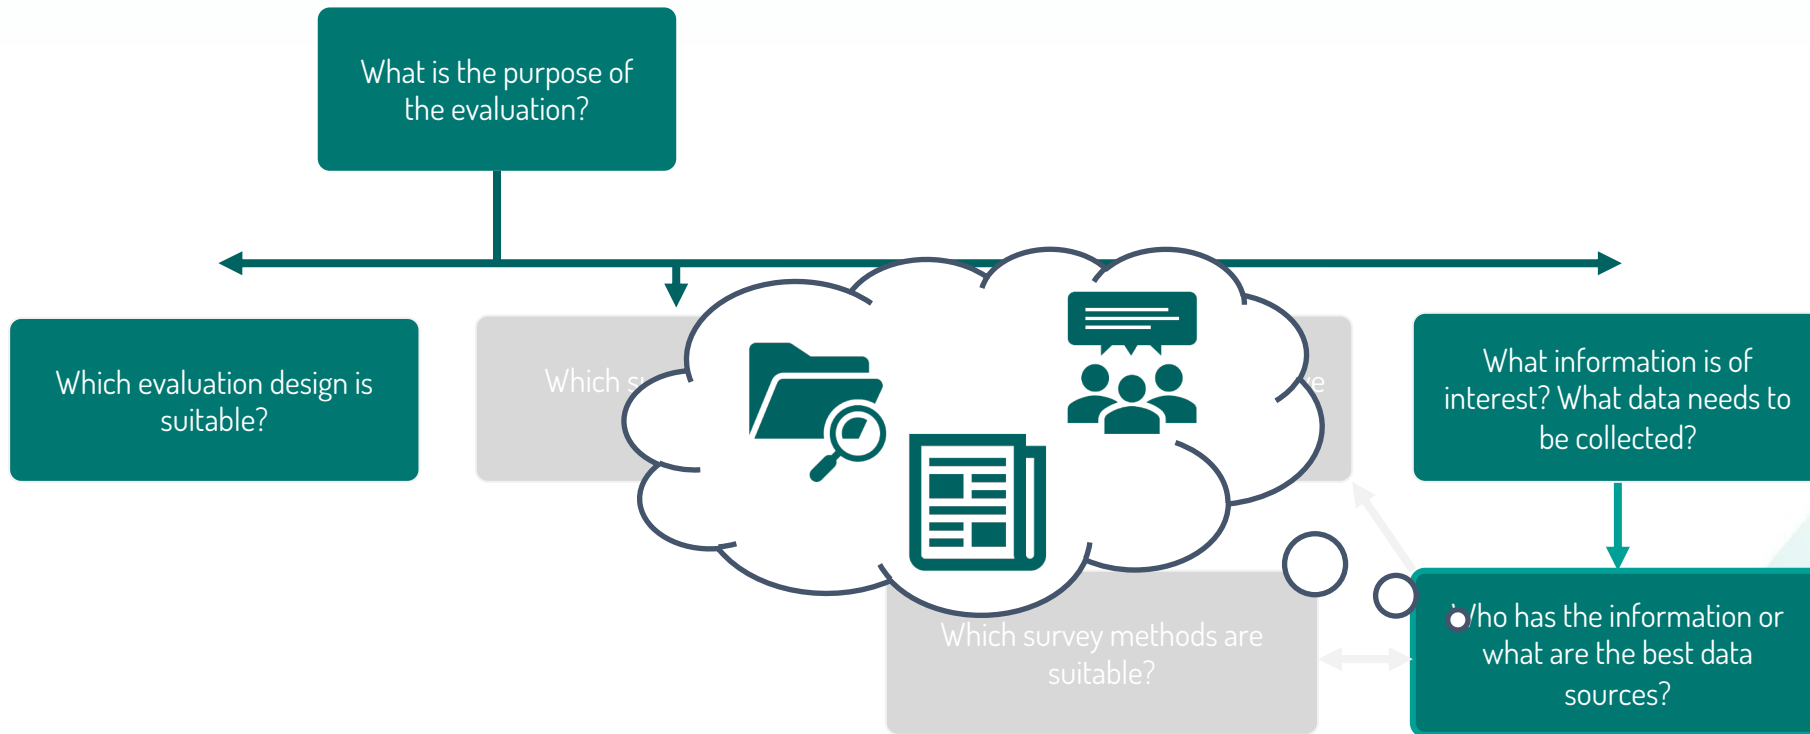 What is the purpose of
the evaluation?
Which evaluation design is
suitable?
Which
What information is of
interest? What data needs to
be collected?
Which survey methods are
suitable?
Who has the information or
what are the best data
sources?